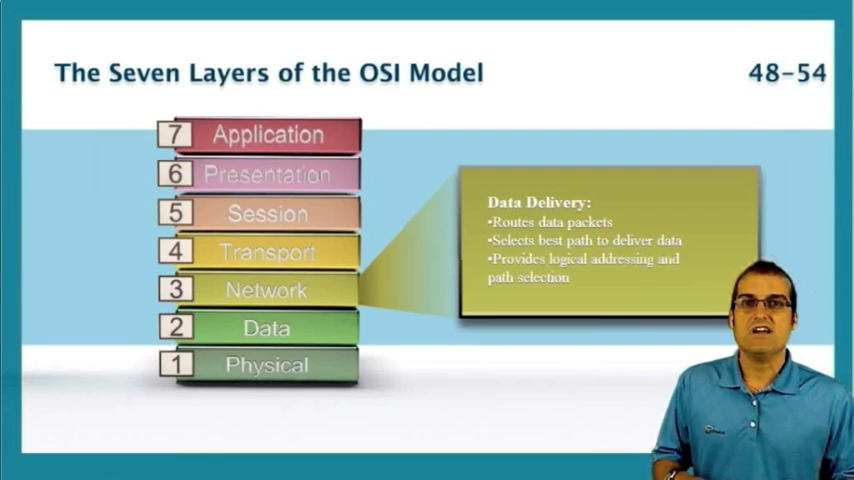 The Seven Layers of the OSI Model
48-54
7 Application
6 Presentation
5 Session
4 Transport
3 Network
2 Data
1 Physical
Data Delivery:
•Routes data packets
•Selects best path to deliver data
•Provides logical addressing and
path selection